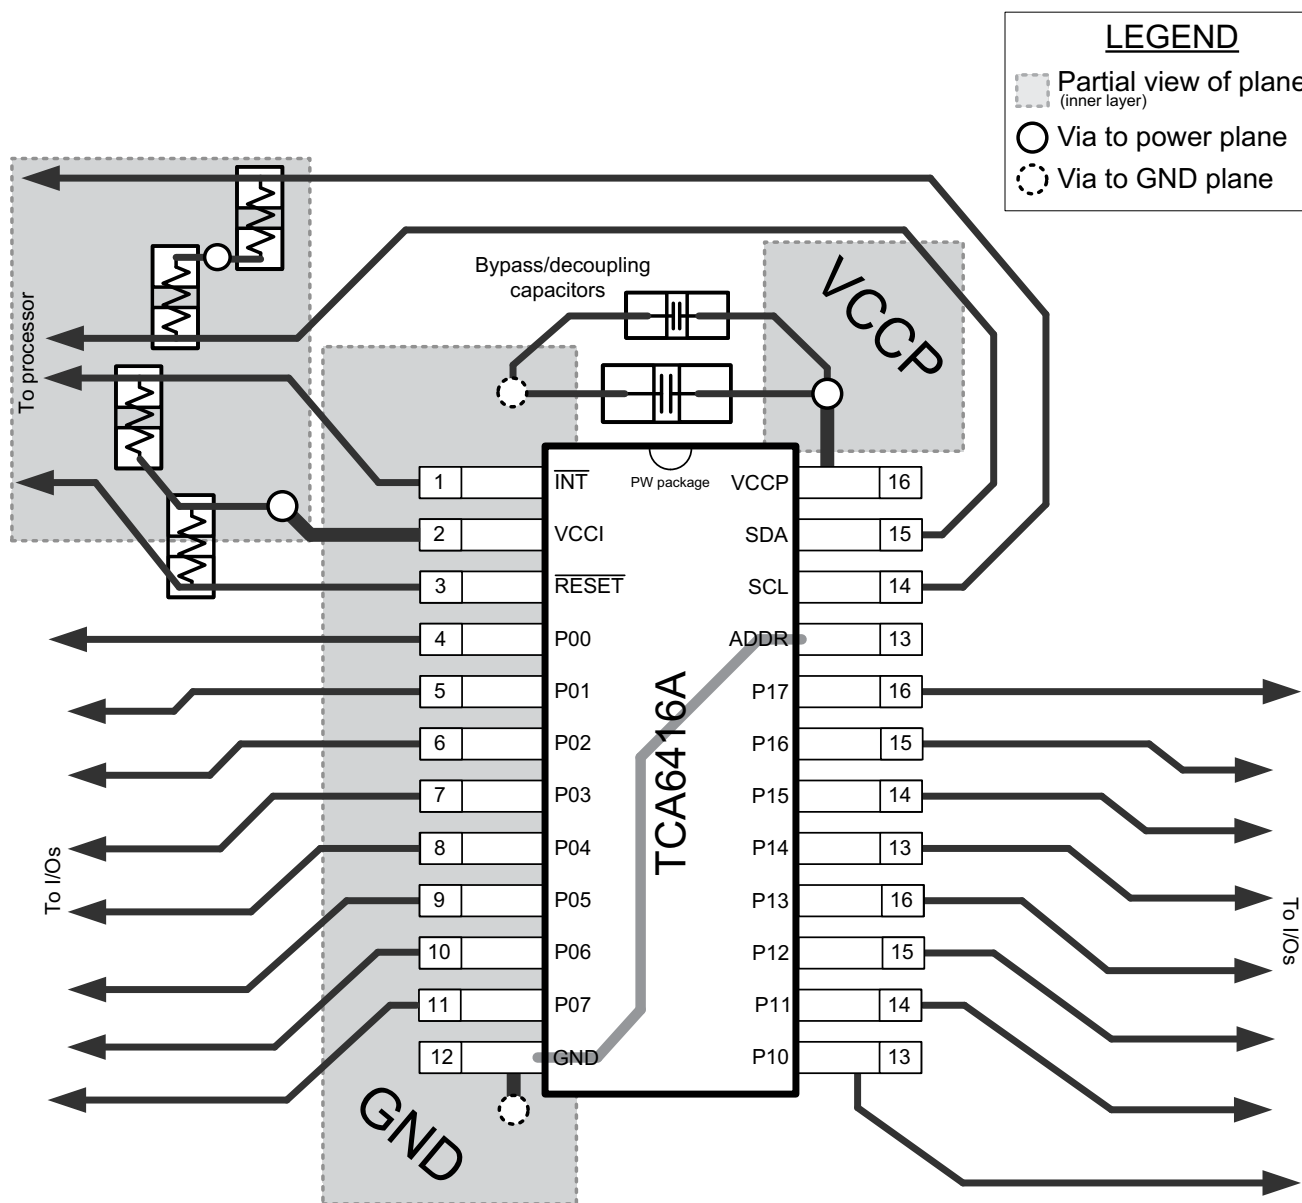 LEGEND
Partial view of plane
(inner layer)
Via to power plane
Via to GND plane
Bypass/decoupling
capacitors
VCCP
To processor
PW package
1 INT VCCP 16
2 VCCI SDA 15
3 RESET SCL 14
4 P00 ADDR 13
5 P01 P17 16
6 P02 P16 15
7 P03 P15 14
8 P04 P14 13
9 P05 P13 16
10 P06 P12 15
11 P07 P11 14
12 GND P10 13
TCA6416A
To I/Os
To I/Os
GND